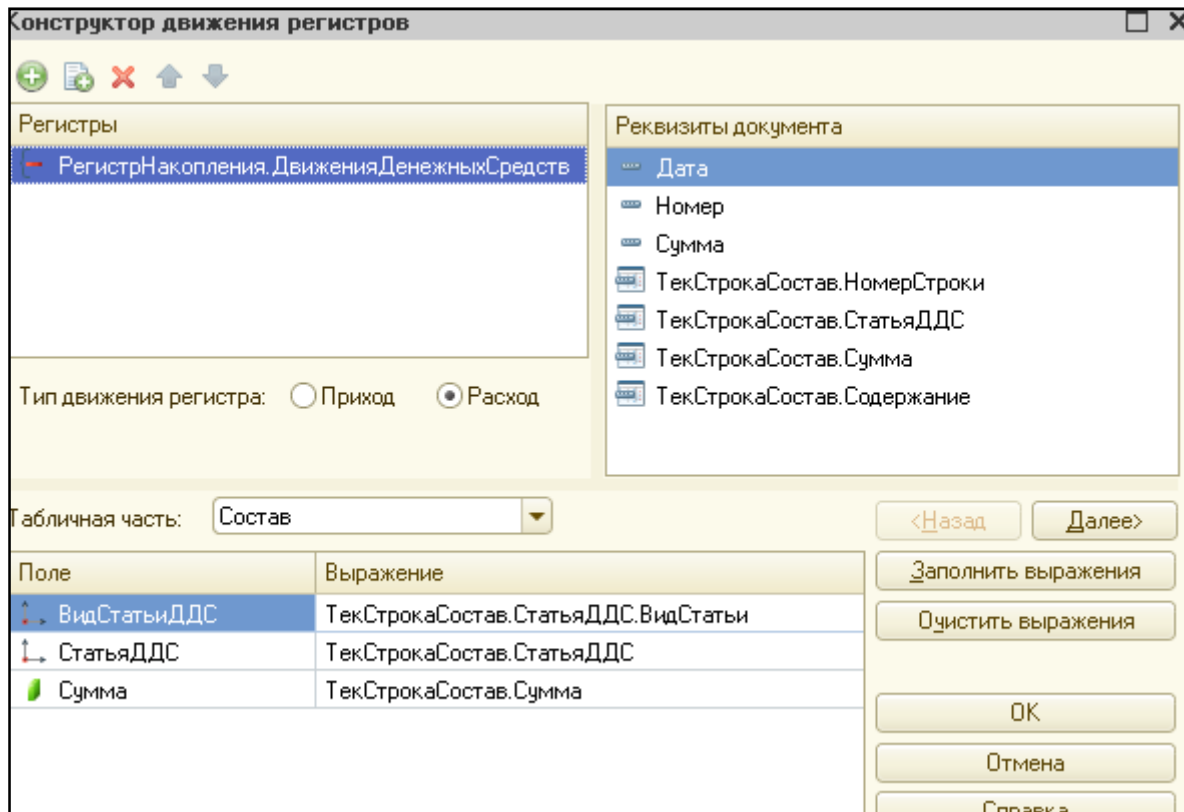 Конструктор движения регистров
Регистры
РегистрНакопления.ДвиженияДенежныхСредств
Тип движения регистра: Приход Расход
Реквизиты документа
Дата
Номер
Сумма
ТекСтрокаСостав.НомерСтроки
ТекСтрокаСостав.СтатьяДДС
ТекСтрокаСостав.Сумма
ТекСтрокаСостав.Содержание
Табличная часть: Состав
<Назад Далее>
Поле Выражение
ВидСтатьиДДС ТекСтрокаСостав.СтатьяДДС.ВидСтатьи
СтатьяДДС ТекСтрокаСостав.СтатьяДДС
Сумма ТекСтрокаСостав.Сумма
Заполнить выражения
Очистить выражения
OK
Отмена
Справка